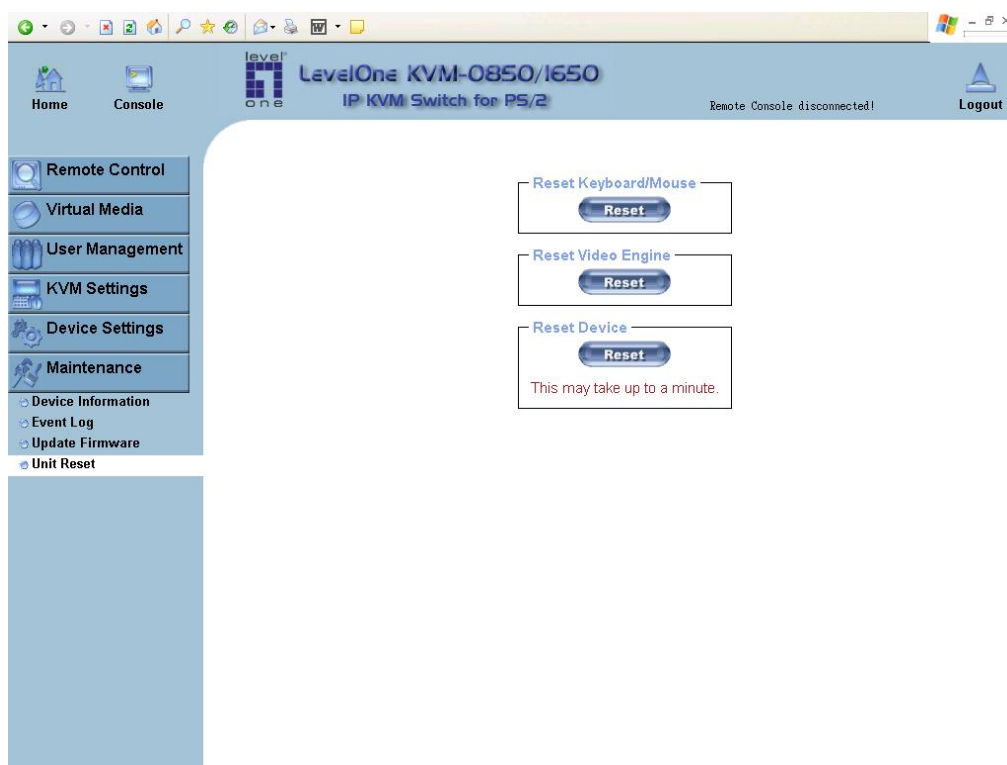 level
one
LevelOne KVM-0850/1650
IP KVM Switch for PS/2
Home
Console
Remote Console disconnected!
Logout
Remote Control
Virtual Media
User Management
KVM Settings
Device Settings
Maintenance
Device Information
Event Log
Update Firmware
Unit Reset
Reset Keyboard/Mouse
Reset
Reset Video Engine
Reset
Reset Device
Reset
This may take up to a minute.